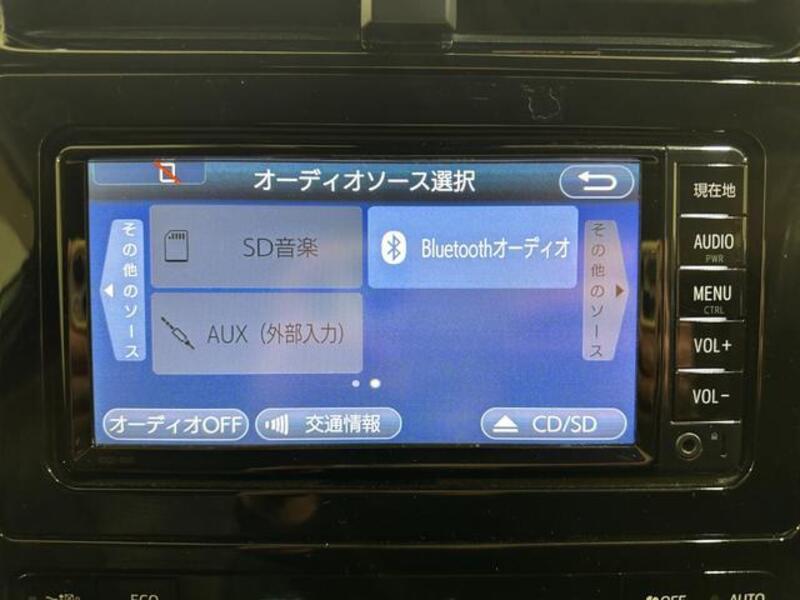 オーディオソース選択
現在地
その他のソース
SD音楽
Bluetoothオーディオ
その他のソース
AUDIO
PWR
MENU
CTRL
AUX（外部入力）
VOL+
VOL−
オーディオOFF
交通情報
CD/SD
ECO
OFF
AUTO